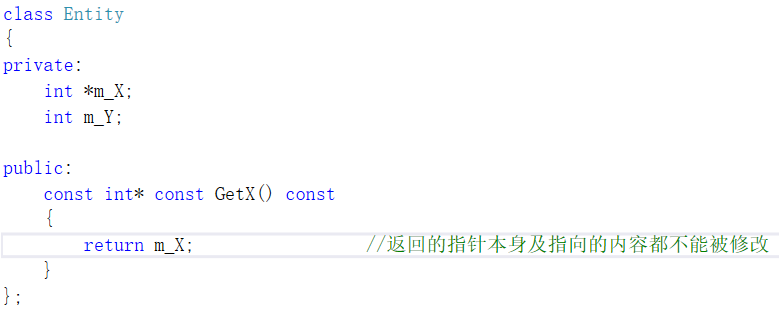 class Entity
{
private:
    int *m_X;
    int m_Y;

public:
    const int* const GetX() const
    {
        return m_X;                //返回的指针本身及指向的内容都不能被修改
    }
};